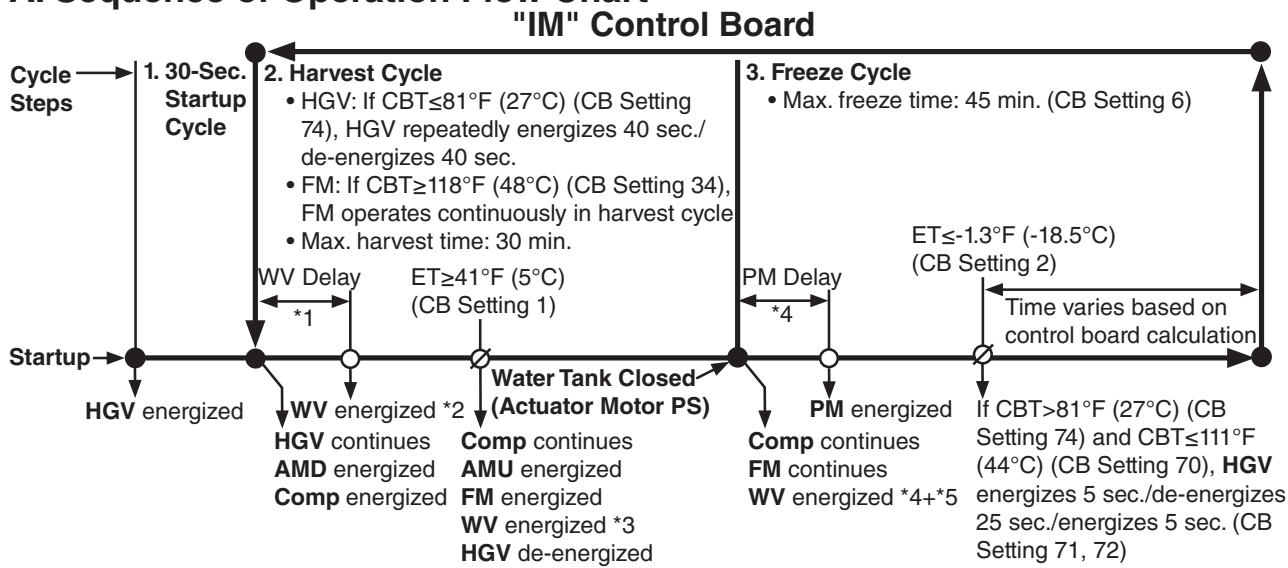 "IM" Control Board
Cycle
Steps
1. 30-Sec.
Startup
Cycle
2. Harvest Cycle
• HGV: If CBT≤81°F (27°C) (CB Setting
74), HGV repeatedly energizes 40 sec./
de-energizes 40 sec.
• FM: If CBT≥118°F (48°C) (CB Setting 34),
FM operates continuously in harvest cycle
• Max. harvest time: 30 min.
3. Freeze Cycle
• Max. freeze time: 45 min. (CB Setting 6)
WV Delay
*1
ET≥41°F (5°C)
(CB Setting 1)
PM Delay
*4
ET≤-1.3°F (-18.5°C)
(CB Setting 2)
Time varies based on
control board calculation
Startup
Water Tank Closed
(Actuator Motor PS)
HGV energized
WV energized *2
HGV continues
AMD energized
Comp energized
Comp continues
AMU energized
FM energized
WV energized *3
HGV de-energized
PM energized
Comp continues
FM continues
WV energized *4+*5
If CBT>81°F (27°C) (CB
Setting 74) and CBT≤111°F
(44°C) (CB Setting 70), HGV
energizes 5 sec./de-energizes
25 sec./energizes 5 sec. (CB
Setting 71, 72)